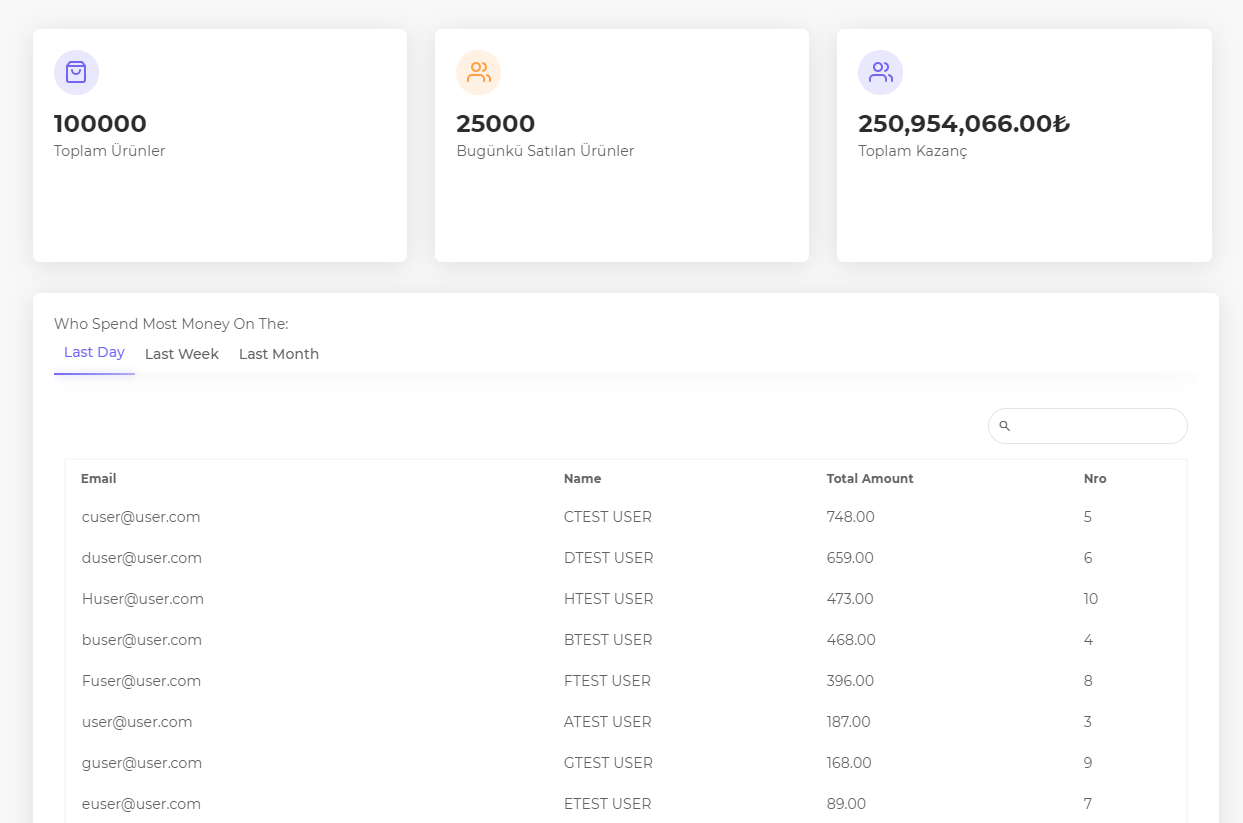 100000
Toplam Ürünler
25000
Bugünkü Satılan Ürünler
250,954,066.00₺
Toplam Kazanç
Who Spend Most Money On The:
Last Day Last Week Last Month
Email Name Total Amount Nro
cuser@user.com CTEST USER 748.00 5
duser@user.com DTEST USER 659.00 6
Huser@user.com HTEST USER 473.00 10
buser@user.com BTEST USER 468.00 4
Fuser@user.com FTEST USER 396.00 8
user@user.com ATEST USER 187.00 3
guser@user.com GTEST USER 168.00 9
euser@user.com ETEST USER 89.00 7